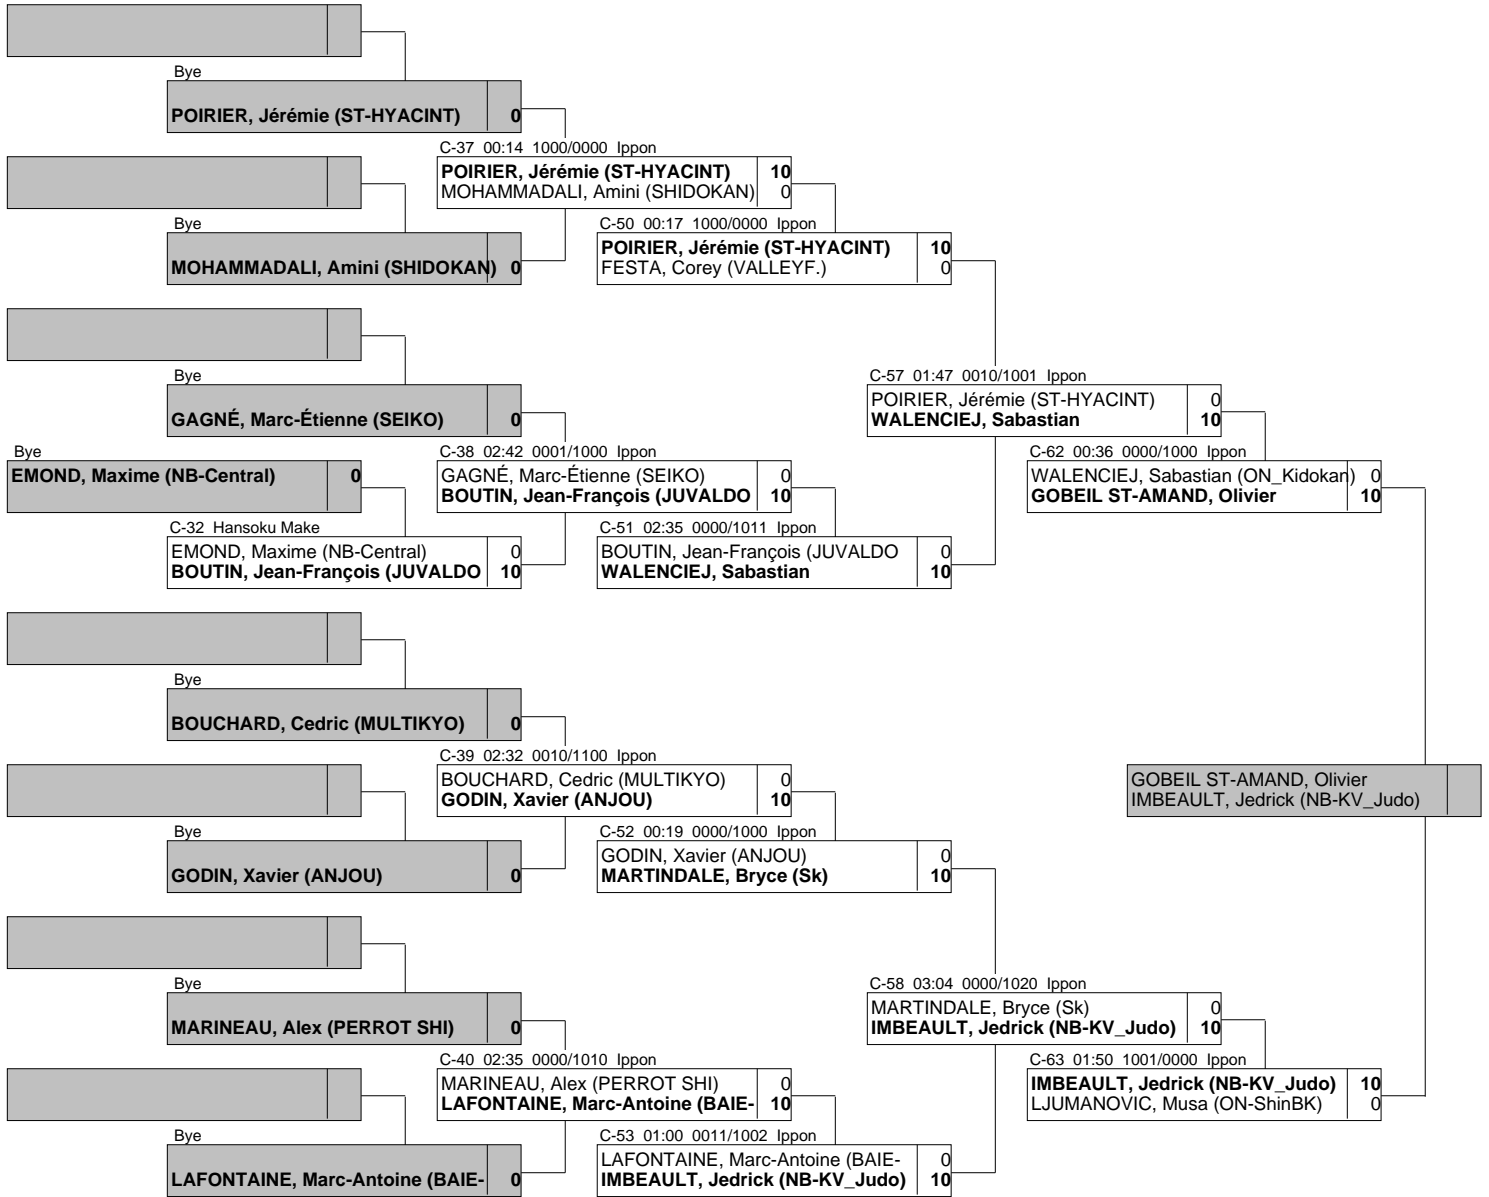 Bye
POIRIER, Jérémie (ST-HYACINT) 0
C-37 00:14 1000/0000 Ippon
POIRIER, Jérémie (ST-HYACINT) 10
MOHAMMADALI, Amini (SHIDOKAN) 0
Bye
MOHAMMADALI, Amini (SHIDOKAN) 0
C-50 00:17 1000/0000 Ippon
POIRIER, Jérémie (ST-HYACINT) 10
FESTA, Corey (VALLEYF.) 0
Bye
GAGNÉ, Marc-Étienne (SEIKO) 0
C-57 01:47 0010/1001 Ippon
POIRIER, Jérémie (ST-HYACINT) 0
WALENCIEJ, Sabastian 10
Bye
EMOND, Maxime (NB-Central) 0
C-38 02:42 0001/1000 Ippon
GAGNÉ, Marc-Étienne (SEIKO) 0
BOUTIN, Jean-François (JUVALDO 10
C-62 00:36 0000/1000 Ippon
WALENCIEJ, Sabastian (ON_Kidokan) 0
GOBEIL ST-AMAND, Olivier 10
C-32 Hansoku Make
EMOND, Maxime (NB-Central) 0
BOUTIN, Jean-François (JUVALDO 10
C-51 02:35 0000/1011 Ippon
BOUTIN, Jean-François (JUVALDO 0
WALENCIEJ, Sabastian 10
Bye
BOUCHARD, Cedric (MULTIKYO) 0
C-39 02:32 0010/1100 Ippon
BOUCHARD, Cedric (MULTIKYO) 0
GODIN, Xavier (ANJOU) 10
GOBEIL ST-AMAND, Olivier
IMBEAULT, Jedrick (NB-KV_Judo)
Bye
GODIN, Xavier (ANJOU) 0
C-52 00:19 0000/1000 Ippon
GODIN, Xavier (ANJOU) 0
MARTINDALE, Bryce (Sk) 10
Bye
MARINEAU, Alex (PERROT SHI) 0
C-58 03:04 0000/1020 Ippon
MARTINDALE, Bryce (Sk) 0
IMBEAULT, Jedrick (NB-KV_Judo) 10
C-40 02:35 0000/1010 Ippon
MARINEAU, Alex (PERROT SHI) 0
LAFONTAINE, Marc-Antoine (BAIE- 10
C-63 01:50 1001/0000 Ippon
IMBEAULT, Jedrick (NB-KV_Judo) 10
LJUMANOVIC, Musa (ON-ShinBK) 0
Bye
LAFONTAINE, Marc-Antoine (BAIE- 0
C-53 01:00 0011/1002 Ippon
LAFONTAINE, Marc-Antoine (BAIE- 0
IMBEAULT, Jedrick (NB-KV_Judo) 10